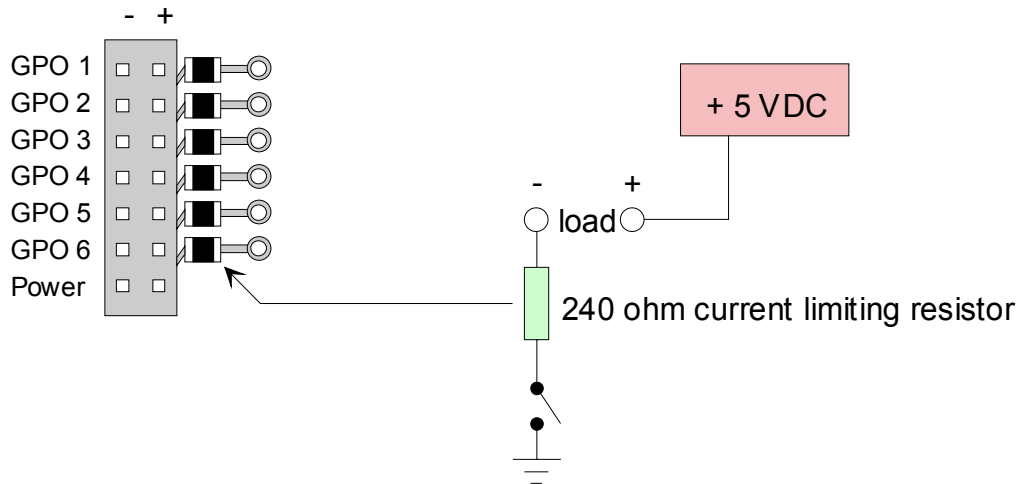 - +
GPO 1
GPO 2
GPO 3
GPO 4
GPO 5
GPO 6
Power
+ 5 VDC
- +
load
240 ohm current limiting resistor